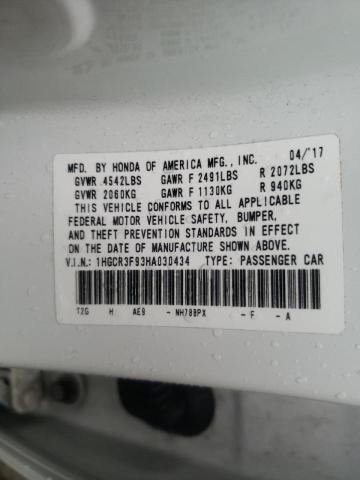 MFD. BY HONDA OF AMERICA MFG., INC. 04/'17
GVWR 4542LBS GAWR F 2491LBS R 2072LBS
GVWR 2060KG GAWR F 1130KG R 940KG
THIS VEHICLE CONFORMS TO ALL APPLICABLE
FEDERAL MOTOR VEHICLE SAFETY, BUMPER,
AND THEFT PREVENTION STANDARDS IN EFFECT
ON THE DATE OF MANUFACTURE SHOWN ABOVE.
V.I.N.: 1HGCR3F93HA030434 TYPE: PASSENGER CAR
T2G H AE9 - NH788PX - F - A